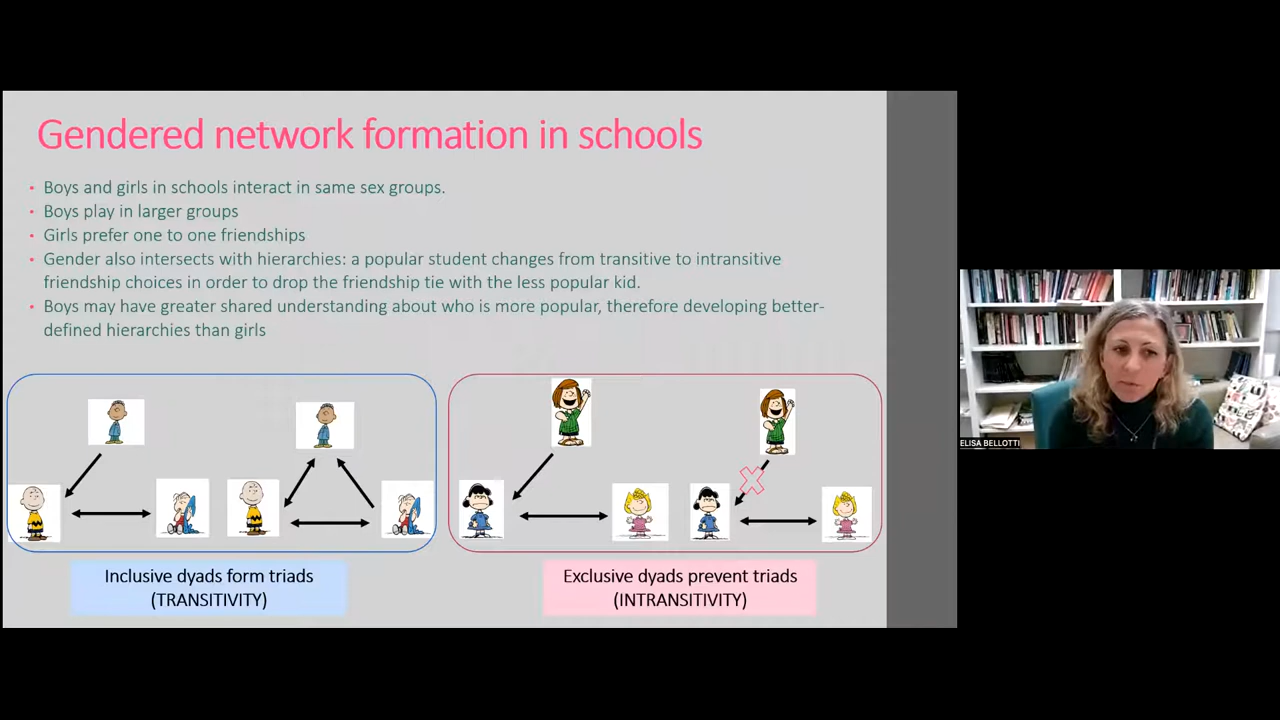 Gendered network formation in schools
• Boys and girls in schools interact in same sex groups.
• Boys play in larger groups
• Girls prefer one to one friendships
• Gender also intersects with hierarchies: a popular student changes from transitive to intransitive
friendship choices in order to drop the friendship tie with the less popular kid.
• Boys may have greater shared understanding about who is more popular, therefore developing better-
defined hierarchies than girls
Inclusive dyads form triads
(TRANSITIVITY)
Exclusive dyads prevent triads
(INTRANSITIVITY)
ELISA BELLOTTI